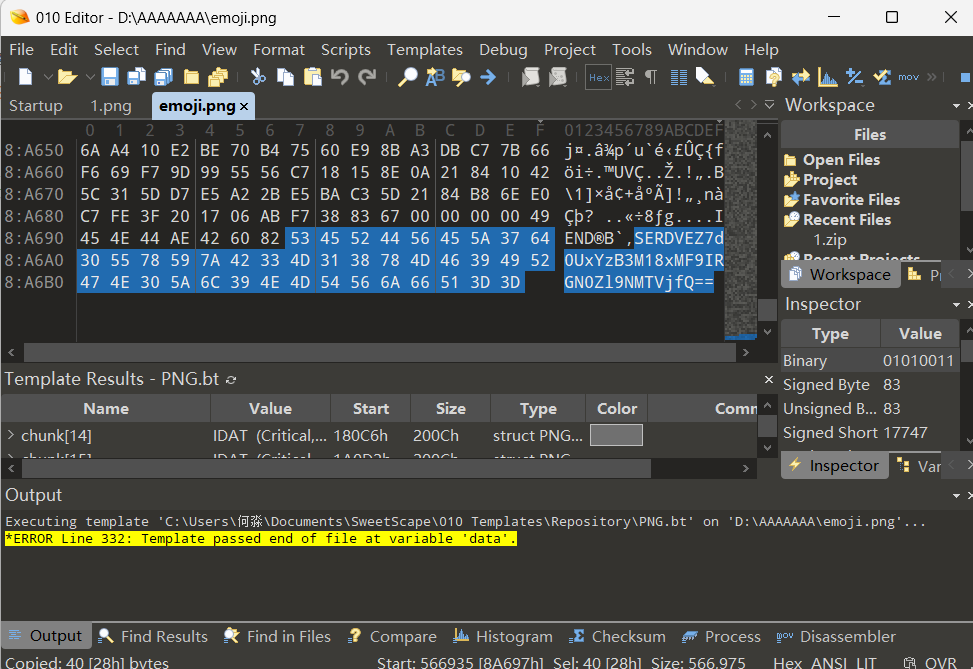 010 Editor - D:\AAAAAAA\emoji.png
File Edit Select Find View Format Scripts Templates Debug Project Tools Window Help
Hex mov »
Startup 1.png emoji.png ×
Workspace
0 1 2 3 4 5 6 7 8 9 A B C D E F 0123456789ABCDEF
8:A650 6A A4 10 E2 BE 70 B4 75 60 E9 8B A3 DB C7 7B 66 j¤.â¾p´u`é‹£ÛÇ{f
8:A660 F6 69 F7 9D 99 55 56 C7 18 15 8E 0A 21 84 10 42 öi÷.™UVÇ..Ž.!„.B
8:A670 5C 31 5D D7 E5 A2 2B E5 BA C3 5D 21 84 B8 6E E0 \1]×å¢+åºÃ]!„¸nà
8:A680 C7 FE 3F 20 17 06 AB F7 38 83 67 00 00 00 00 49 Çþ? ..«÷8ƒg....I
8:A690 45 4E 44 AE 42 60 82 53 45 52 44 56 45 5A 37 64 END®B`‚SERDVEZ7d
8:A6A0 30 55 78 59 7A 42 33 4D 31 38 78 4D 46 39 49 52 0UxYzB3M18xMF9IR
8:A6B0 47 4E 30 5A 6C 39 4E 4D 54 56 6A 66 51 3D 3D GN0Zl9NMTVjfQ==
Files
Open Files
Project
Favorite Files
Recent Files
1.zip
Recent Projects
Workspace
Inspector
Type Value
Binary 01010011
Signed Byte 83
Unsigned B... 83
Signed Short 17747
Inspector Var
Template Results - PNG.bt
Name Value Start Size Type Color Comm
chunk[14] IDAT (Critical,... 180C6h 200Ch struct PNG...
Output
Executing template 'C:\Users\何淼\Documents\SweetScape\010 Templates\Repository\PNG.bt' on 'D:\AAAAAAA\emoji.png'...
*ERROR Line 332: Template passed end of file at variable 'data'.
Output Find Results Find in Files Compare Histogram Checksum Process Disassembler
Copied: 40 [28h] bytes Start: 566935 [8A697h] Sel: 40 [28h] Size: 566,975 Hex ANSI LIT OVR